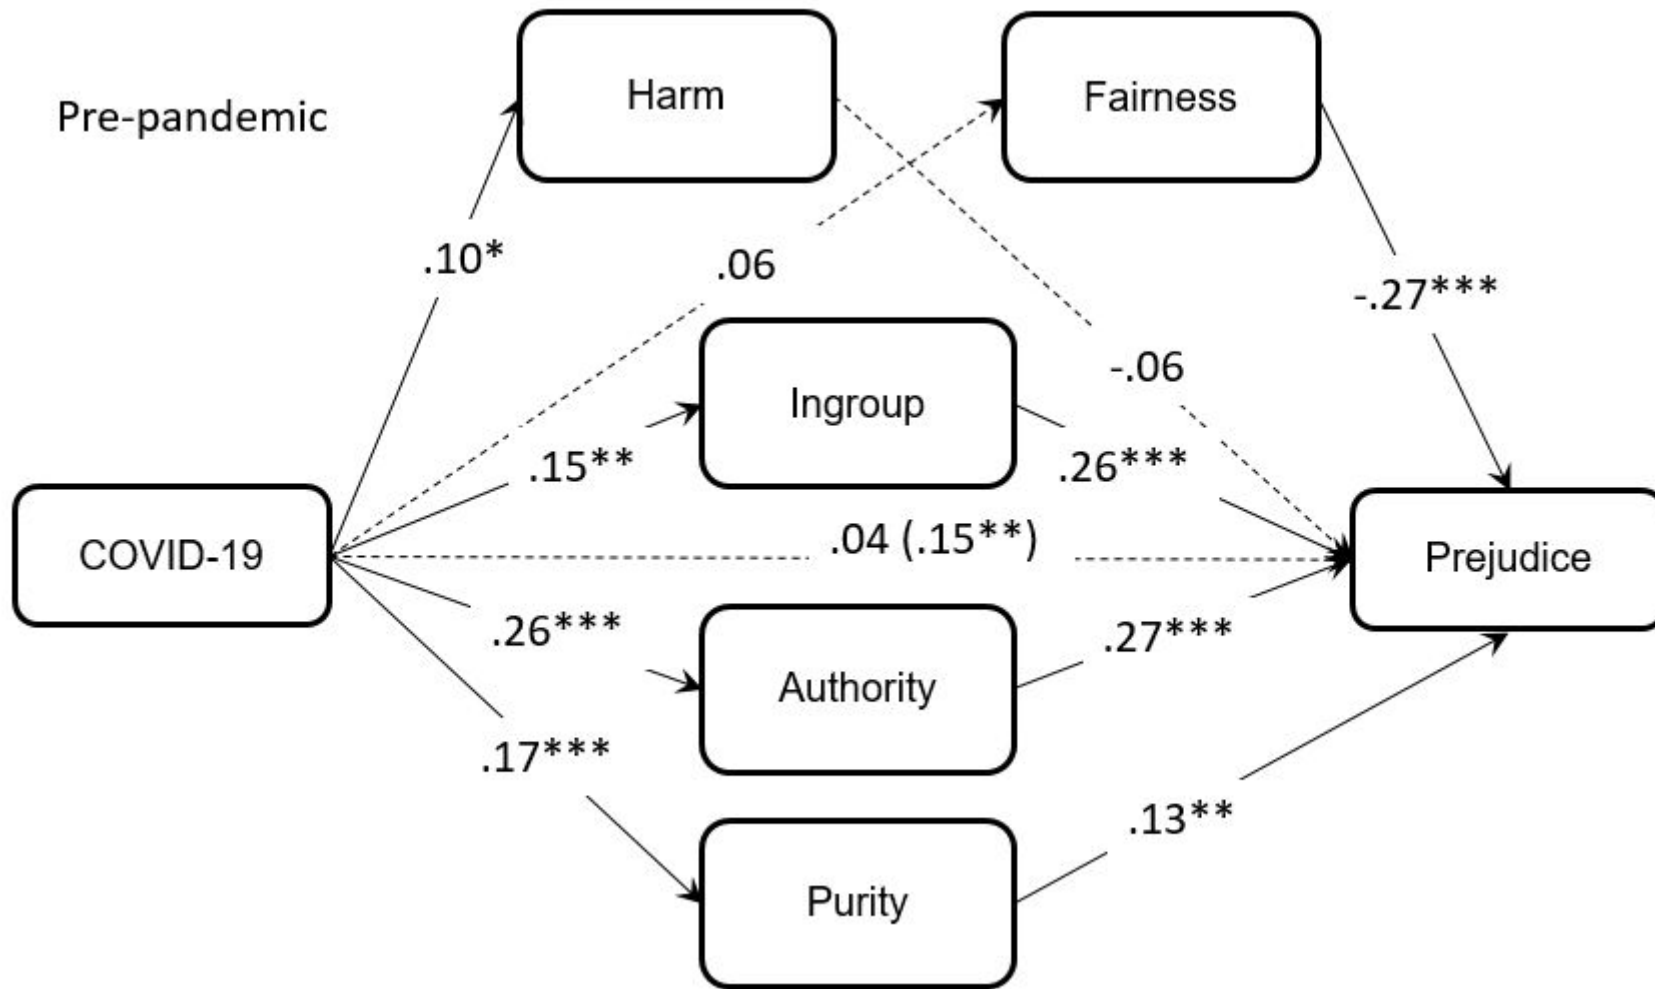 Harm
Fairness
Pre-pandemic
.10*
.06
-.27***
-.06
Ingroup
.15**
.26***
COVID-19
.04 (.15**)
Prejudice
.26***
.27***
Authority
.17***
.13**
Purity